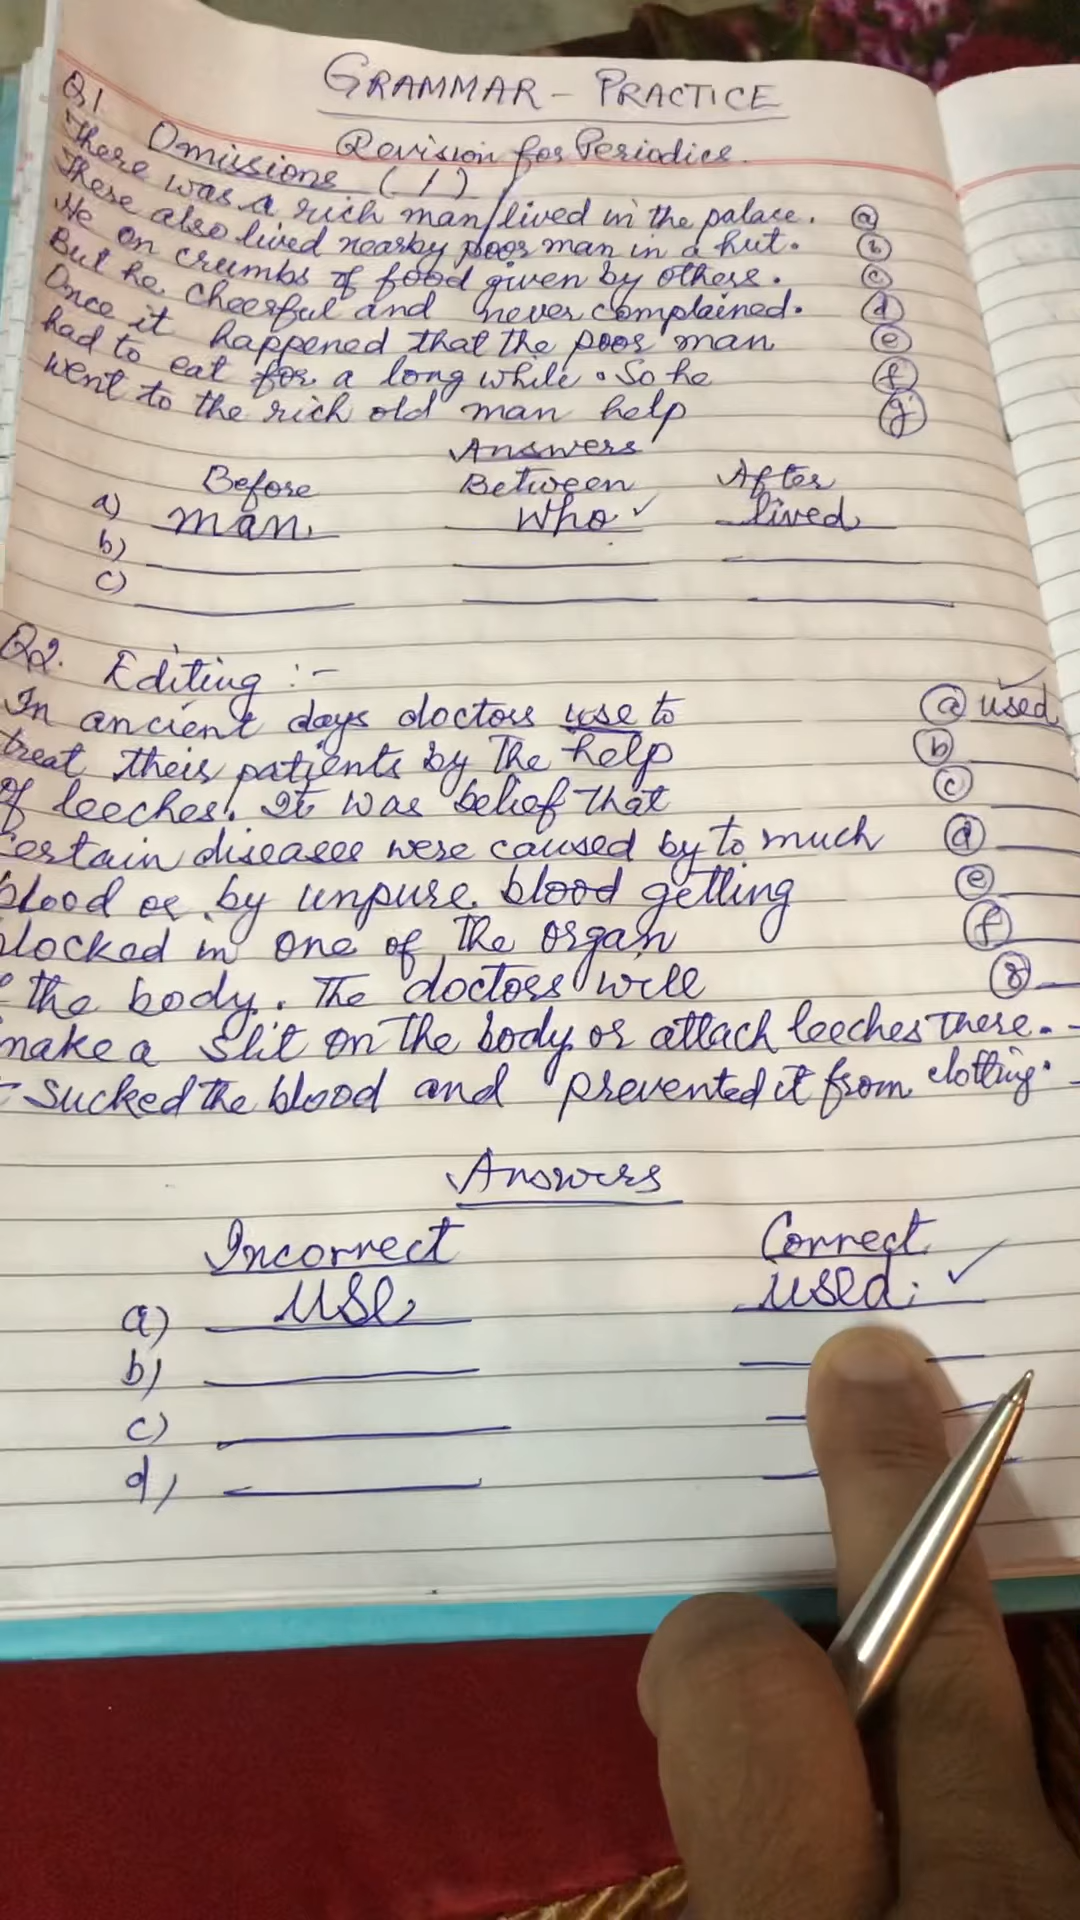 GRAMMAR - PRACTICE
Revision for Periodics.
Q1 Omissions (/)
There was a rich man/lived in the palace. (a)
There also lived nearby poor man in a hut. (b)
He on crumbs of food given by others. (c)
But he cheerful and never complained. (d)
Once it happened that the poor man (e)
had to eat for a long while. So he (f)
went to the rich old man help (g)
Answers
Before Between After
a) man who ✓ lived
b)
c)
Q2. Editing :-
In ancient days doctors use to (a) used ✓
treat their patients by the help (b)
of leeches. It was belief that (c)
certain diseases were caused by to much (d)
blood or by unpure blood getting (e)
locked in one of the organ (f)
the body. The doctors will (g)
make a slit on the body or attach leeches there.
sucked the blood and prevented it from clotting.
Answers
Incorrect Correct
a) use used. ✓
b)
c)
d)